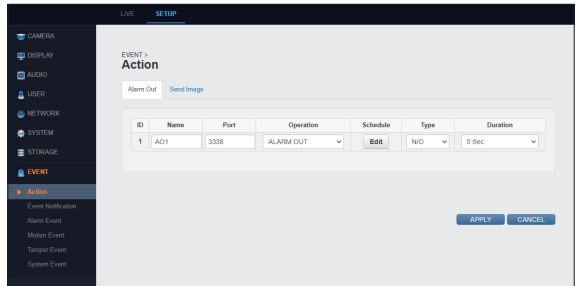 LIVE SETUP
CAMERA
DISPLAY
AUDIO
USER
NETWORK
SYSTEM
STORAGE
EVENT
Action
Event Notification
Alarm Event
Motion Event
Tamper Event
System Event
EVENT >
Action
Alarm Out Send Image
ID Name Port Operation Schedule Type Duration
1 AO1 3338 ALARM OUT Edit N/O 5 Sec
APPLY CANCEL